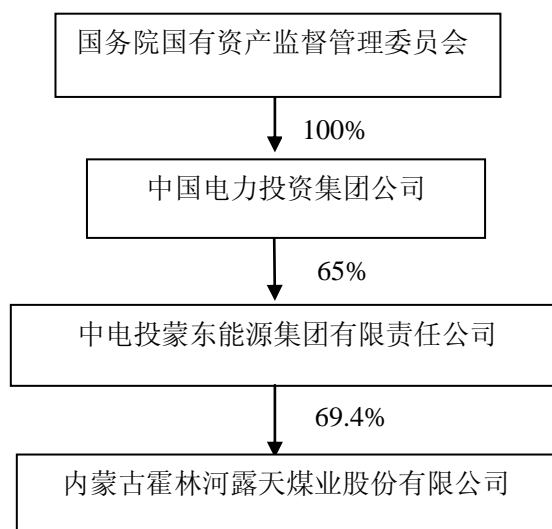 国务院国有资产监督管理委员会
100%
中国电力投资集团公司
65%
中电投蒙东能源集团有限责任公司
69.4%
内蒙古霍林河露天煤业股份有限公司